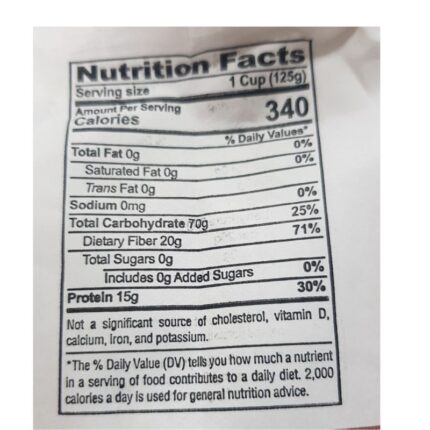 Nutrition Facts
Serving size 1 Cup (125g)
Amount Per Serving
Calories 340
% Daily Values*
Total Fat 0g 0%
Saturated Fat 0g 0%
Trans Fat 0g
Sodium 0mg 0%
Total Carbohydrate 70g 25%
Dietary Fiber 20g 71%
Total Sugars 0g
Includes 0g Added Sugars 0%
Protein 15g 30%
Not a significant source of cholesterol, vitamin D,
calcium, iron, and potassium.
*The % Daily Value (DV) tells you how much a nutrient
in a serving of food contributes to a daily diet. 2,000
calories a day is used for general nutrition advice.